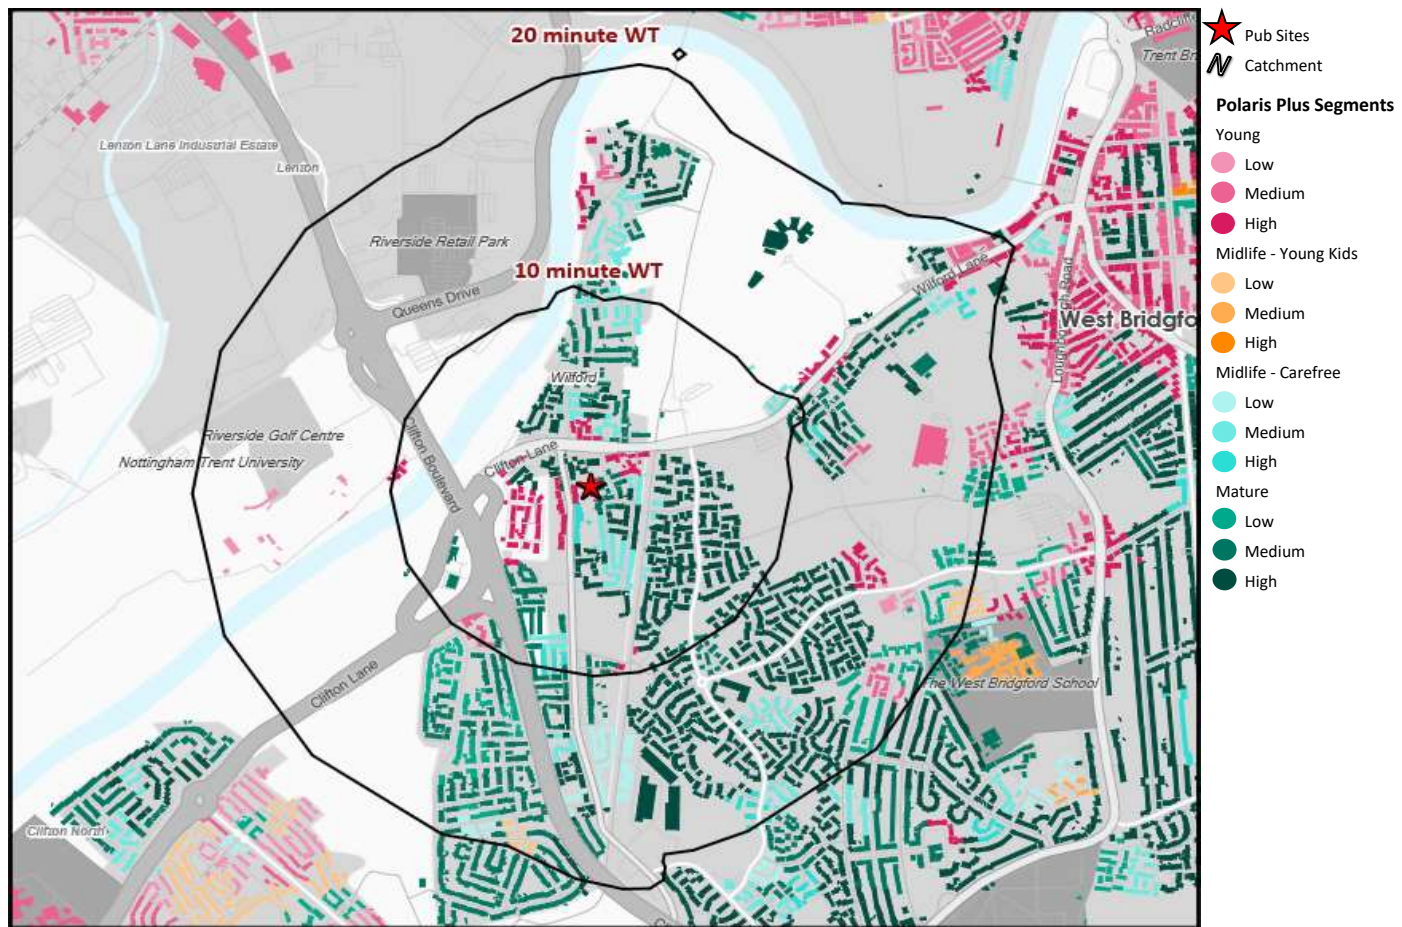 20 minute WT
Radcliffe
Trent Br
Lenton Lane Industrial Estate
Lenton
Riverside Retail Park
10 minute WT
Queens Drive
Wilford Lane
Loughborough Road
West Bridgfo
Wilford
Riverside Golf Centre
Nottingham Trent University
Clifton Boulevard
Clifton Lane
The West Bridgford School
Clifton Lane
Clifton North
Pub Sites
Catchment
Polaris Plus Segments
Young
Low
Medium
High
Midlife - Young Kids
Low
Medium
High
Midlife - Carefree
Low
Medium
High
Mature
Low
Medium
High